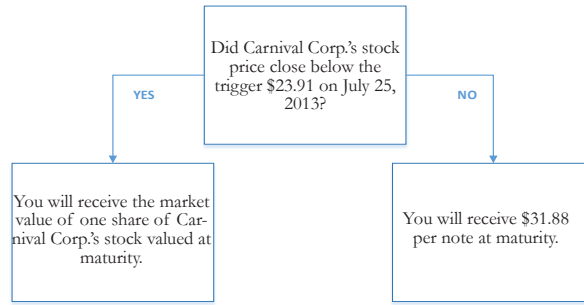 Did Carnival Corp.'s stock
price close below the
trigger $23.91 on July 25,
2013?
YES
NO
You will receive the market
value of one share of Car-
nival Corp.'s stock valued at
maturity.
You will receive $31.88
per note at maturity.